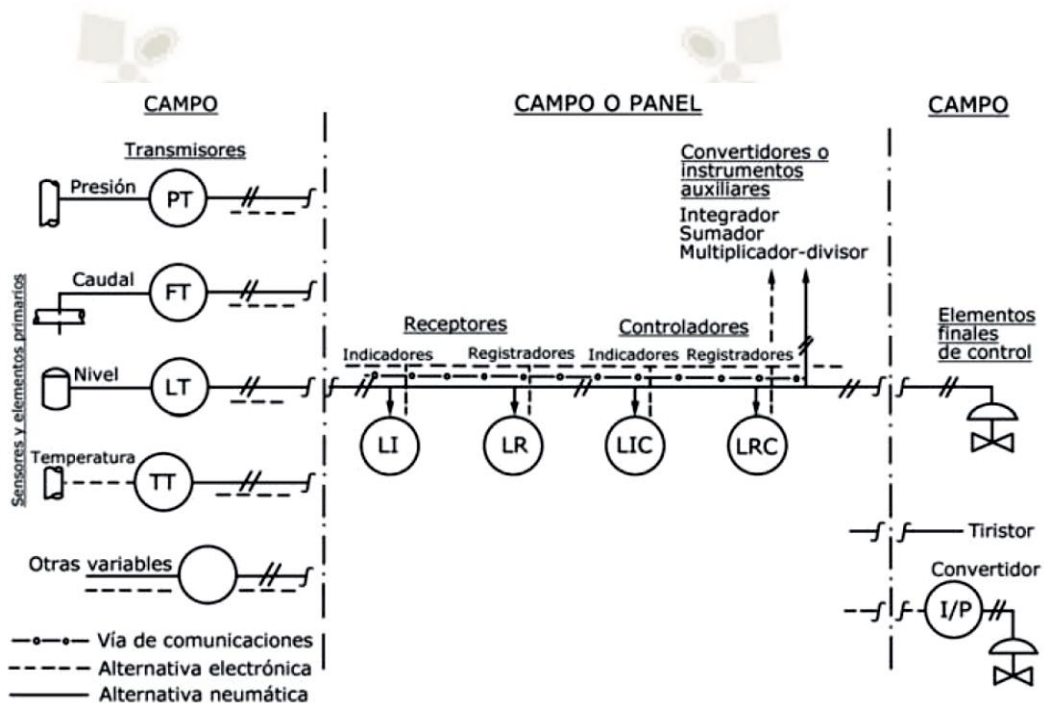 CAMPO
CAMPO O PANEL
CAMPO
Transmisores
Presión
PT
Caudal
FT
Nivel
LT
Temperatura
TT
Otras variables
Sensores y elementos primarios
Convertidores o
instrumentos
auxiliares
Integrador
Sumador
Multiplicador-divisor
Receptores
Controladores
Indicadores
Registradores
Indicadores
Registradores
LI
LR
LIC
LRC
Elementos
finales
de control
Tiristor
Convertidor
I/P
Vía de comunicaciones
Alternativa electrónica
Alternativa neumática